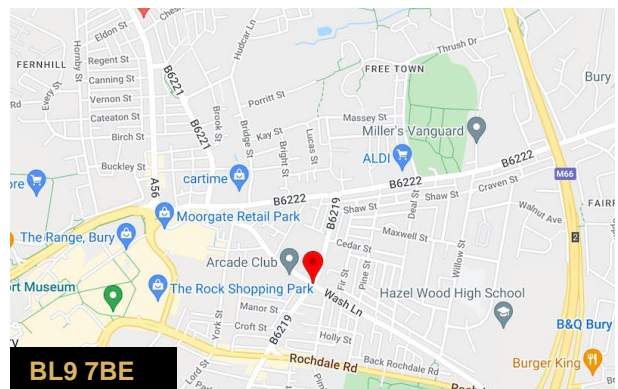 Eldon St
Hudcar Ln
Thrush Dr
FERNHILL
Hornby St
Regent St
B6221
FREE TOWN
Canning St
Bury
Every St
Vernon St
Porritt St
Rd
Cateaton St
B6221
Brook St
Bridge St
Massey St
Birch St
Kay St
Lucas St
Miller's Vanguard
Bright St
ALDI
B6222
Buckley St
cartime
A56
B6222
B6222
M66
Craven St
Moorgate Retail Park
B6219
Shaw St
Deal St
Shaw St
Walnut Ave
The Range, Bury
Maxwell St
2
Cedar St
Willow St
Arcade Club
Fir St
Pine St
rt Museum
The Rock Shopping Park
Wash Ln
Hazel Wood High School
Manor St
York St
Croft St
B6219
B&Q Bury
Holly St
Rochdale Rd
Back Rochdale Rd
Burger King
Lord St
BL9 7BE